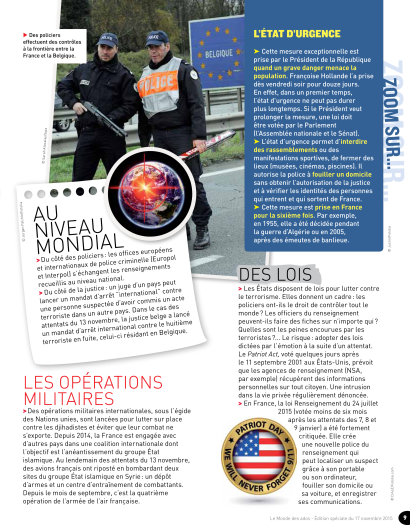 > Des policiers
effectuent des contrôles
à la frontière entre la
France et la Belgique.
BELGIQUE
POLICE
L'ÉTAT D'URGENCE
> Cette mesure exceptionnelle est
prise par le Président de la République
quand un grave danger menace la
population. Françoise Hollande l'a prise
dès vendredi soir pour douze jours.
En effet, dans un premier temps,
l'état d'urgence ne peut pas durer
plus longtemps. Si le Président veut
prolonger la mesure, une loi doit
être votée par le Parlement
(l'Assemblée nationale et le Sénat).
> L'état d'urgence permet d'interdire
des rassemblements ou des
manifestations sportives, de fermer des
lieux (musées, cinémas, piscines). Il
autorise la police à fouiller un domicile
sans obtenir l'autorisation de la justice
et à vérifier les identités des personnes
qui entrent et qui sortent de France.
> Cette mesure est prise en France
pour la sixième fois. Par exemple,
en 1955, elle a été décidée pendant
la guerre d'Algérie ou en 2005,
après des émeutes de banlieue.
ZOOM SUR...
AU
NIVEAU
MONDIAL
> Du côté des policiers : les offices européens
et internationaux de police criminelle (Europol
et Interpol) s'échangent les renseignements
recueillis au niveau national.
> Du côté de la justice : un juge d'un pays peut
lancer un mandat d'arrêt "international" contre
une personne suspectée d'avoir commis un acte
terroriste dans un autre pays. Dans le cas des
attentats du 13 novembre, la justice belge a lancé
un mandat d'arrêt international contre le huitième
terroriste en fuite, celui-ci résidant en Belgique.
LES OPÉRATIONS
MILITAIRES
> Des opérations militaires internationales, sous l'égide
des Nations unies, sont lancées pour lutter sur place
contre les djihadistes et éviter que leur combat ne
s'exporte. Depuis 2014, la France est engagée avec
d'autres pays dans une coalition internationale dont
l'objectif est l'anéantissement du groupe État
islamique. Au lendemain des attentats du 13 novembre,
des avions français ont riposté en bombardant deux
sites du groupe État islamique en Syrie : un dépôt
d'armes et un centre d'entraînement de combattants.
Depuis le mois de septembre, c'est la quatrième
opération de l'armée de l'air française.
DES LOIS
> Les États disposent de lois pour lutter contre
le terrorisme. Elles donnent un cadre : les
policiers ont-ils le droit de contrôler tout le
monde ? Les officiers du renseignement
peuvent-ils faire des fiches sur n'importe qui ?
Quelles sont les peines encourues par les
terroristes ?... Le risque : adopter des lois
dictées par l'émotion à la suite d'un attentat.
Le Patriot Act, voté quelques jours après
le 11 septembre 2001 aux États-Unis, prévoit
que les agences de renseignement (NSA,
par exemple) récupèrent des informations
personnelles sur tout citoyen. Une intrusion
dans la vie privée régulièrement dénoncée.
> En France, la loi Renseignement du 24 juillet
2015 (votée moins de six mois
après les attentats des 7, 8 et
9 janvier) a été fortement
critiquée. Elle crée
une nouvelle police du
renseignement qui
peut localiser un suspect
grâce à son portable
ou son ordinateur,
fouiller son domicile ou
sa voiture, et enregistrer
ses communications.
PATRIOT DAY
9-11
WE WILL NEVER FORGET
Le Monde des ados - Édition spéciale du 17 novembre 2015
9